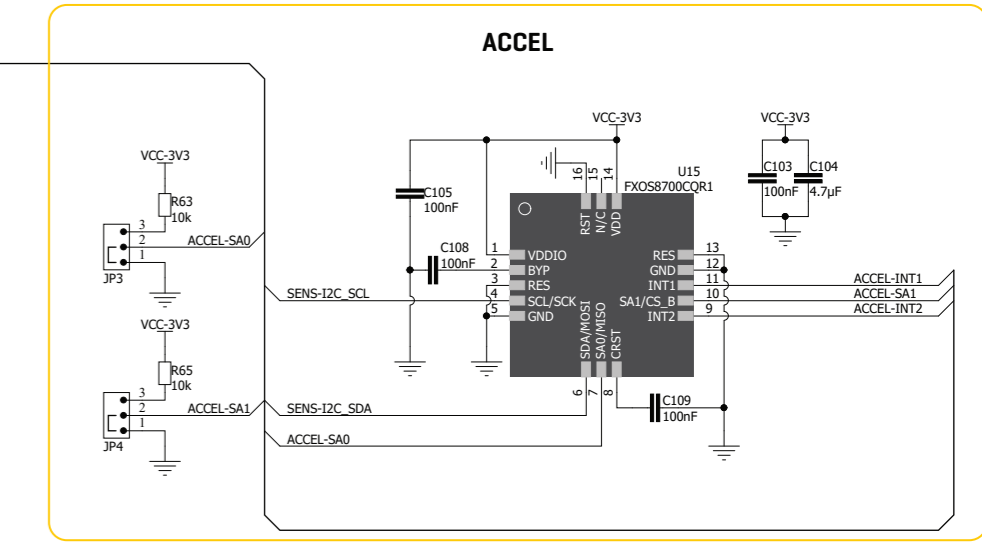 ACCEL
VCC-3V3
VCC-3V3
VCC-3V3
R63
10k
3
2
1
JP3
ACCEL-SA0
C105
100nF
16
15
14
U15
FXOS8700CQR1
C103
100nF
C104
4.7µF
RST
N/C
VDD
C108
100nF
1
2
3
4
5
VDDIO
BYP
RES
SCL/SCK
GND
RES
GND
INT1
SA1/CS_B
INT2
13
12
11
10
9
ACCEL-INT1
ACCEL-SA1
ACCEL-INT2
SENS-I2C_SCL
VCC-3V3
R65
10k
3
2
1
JP4
ACCEL-SA1
SENS-I2C_SDA
ACCEL-SA0
SDA/MOSI
SA0/MISO
CRST
6
7
8
C109
100nF